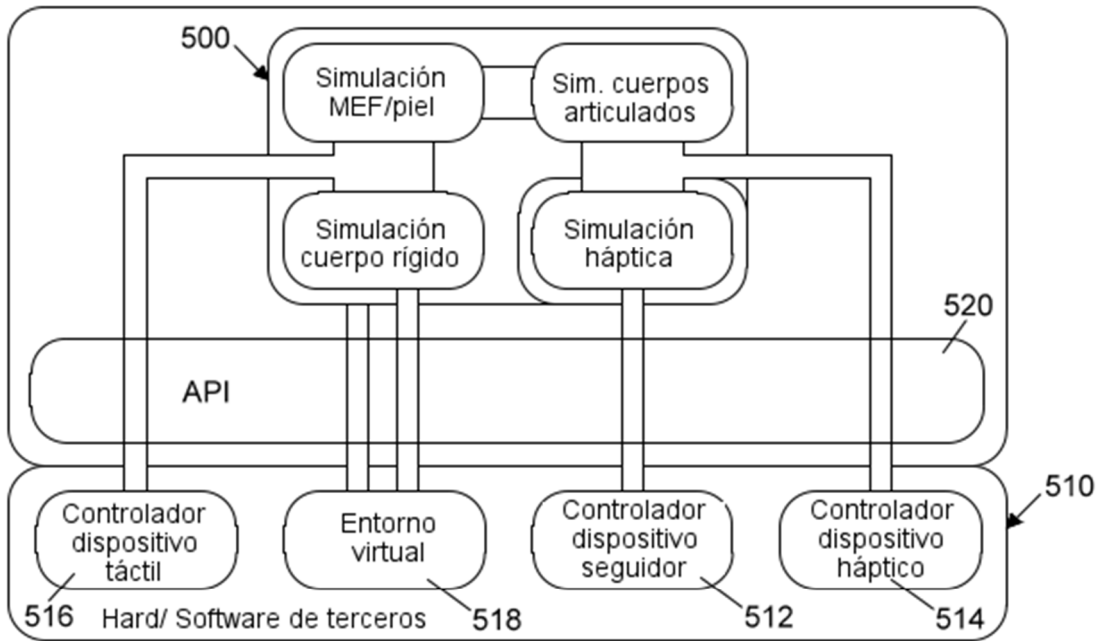 500
Simulación
MEF/piel
Sim. cuerpos
articulados
Simulación
cuerpo rígido
Simulación
háptica
520
API
510
Controlador
dispositivo
táctil
Entorno
virtual
Controlador
dispositivo
seguidor
Controlador
dispositivo
háptico
516
Hard/ Software de terceros
518
512
514